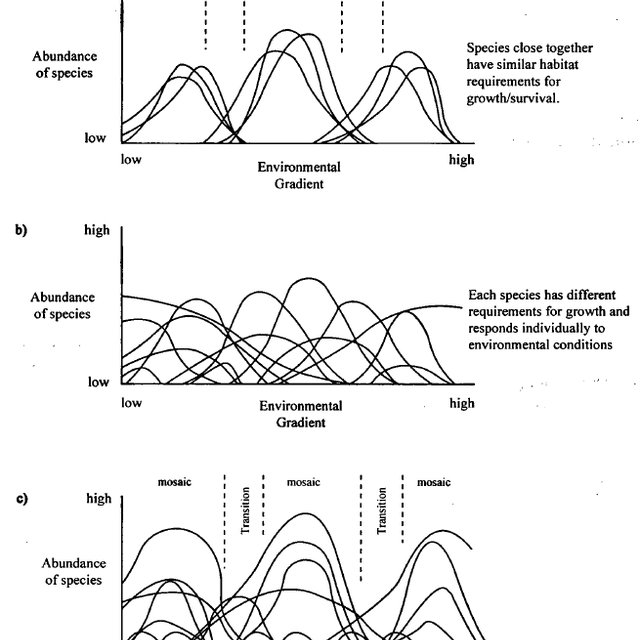 Abundance
of species
Species close together
have similar habitat
requirements for
growth/survival.
low
low
high
Environmental
Gradient
b)
high
Abundance
of species
Each species has different
requirements for growth and
responds individually to
environmental conditions
low
low
high
Environmental
Gradient
mosaic
mosaic
mosaic
c)
high
Transition
Transition
Abundance
of species